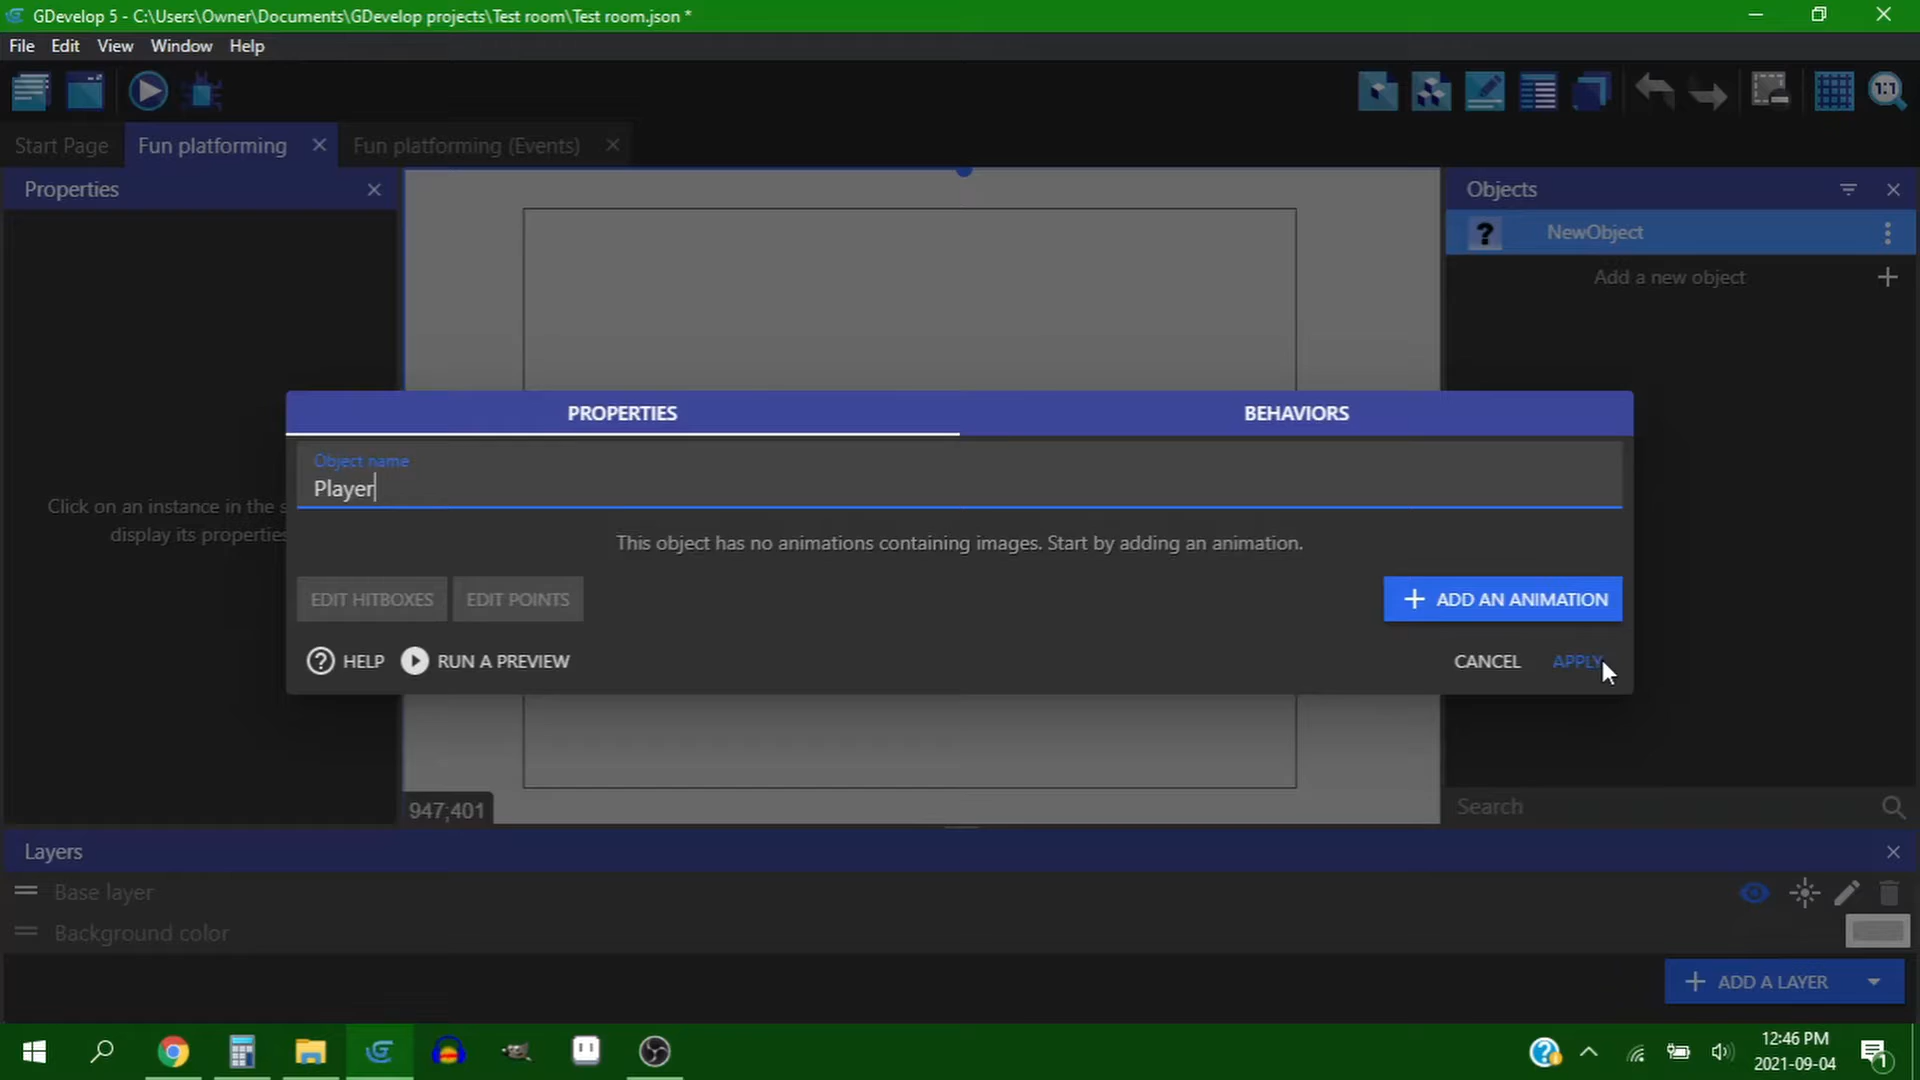 GDevelop 5 - C:\Users\Owner\Documents\GDevelop projects\Test room\Test room.json *
File Edit View Window Help
1:1
Start Page Fun platforming Fun platforming (Events)
Properties
Objects
? NewObject
Add a new object
PROPERTIES BEHAVIORS
Object name
Player
Click on an instance in the s
display its properties
This object has no animations containing images. Start by adding an animation.
EDIT HITBOXES EDIT POINTS + ADD AN ANIMATION
? HELP RUN A PREVIEW CANCEL APPLY
947;401
Search
Layers
Base layer
Background color
+ ADD A LAYER
12:46 PM
2021-09-04
1